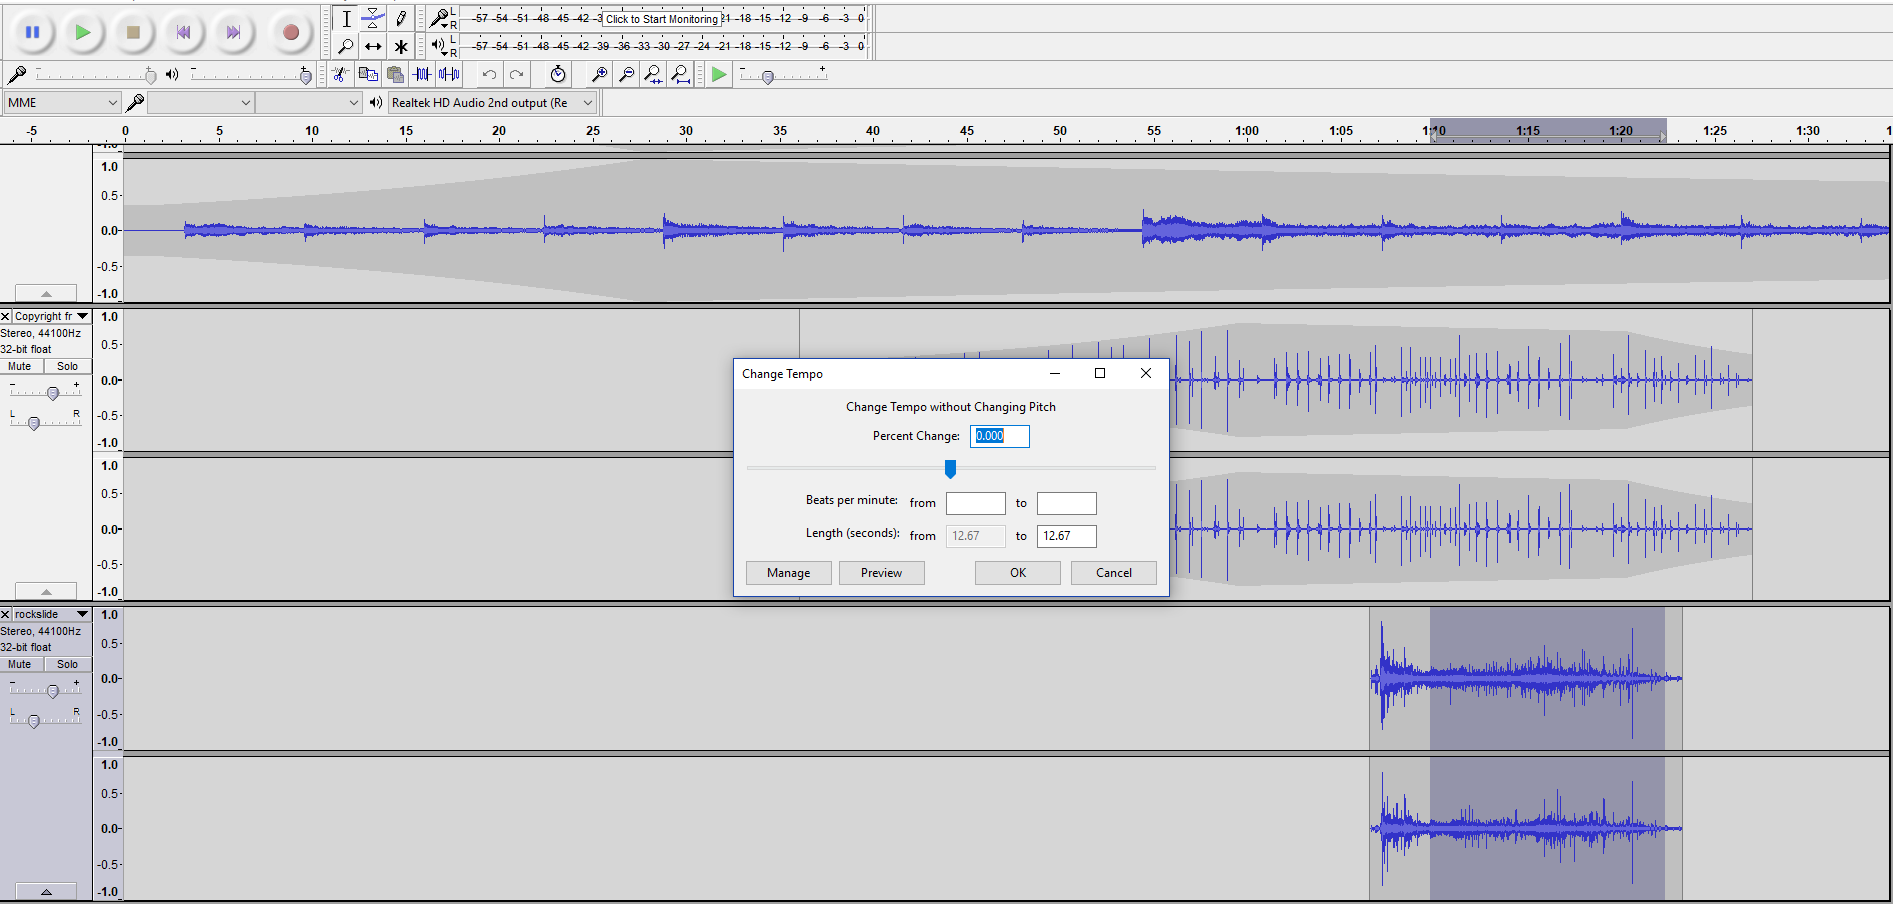 L
R
-57 -54 -51 -48 -45 -42 -3 Click to Start Monitoring 21 -18 -15 -12 -9 -6 -3 0
L
R
-57 -54 -51 -48 -45 -42 -39 -36 -33 -30 -27 -24 -21 -18 -15 -12 -9 -6 -3 0
- + - + - +
MME
Realtek HD Audio 2nd output (Re
-5 0 5 10 15 20 25 30 35 40 45 50 55 1:00 1:05 1:10 1:15 1:20 1:25 1:30 1
1.0
0.5
0.0
-0.5
-1.0
Copyright fr
Stereo, 44100Hz
32-bit float
Mute Solo
- +
L R
1.0
0.5
0.0
-0.5
-1.0
1.0
0.5
0.0
-0.5
-1.0
Change Tempo
Change Tempo without Changing Pitch
Percent Change: 0.000
Beats per minute: from to
Length (seconds): from 12.67 to 12.67
Manage Preview OK Cancel
rockslide
Stereo, 44100Hz
32-bit float
Mute Solo
- +
L R
1.0
0.5
0.0
-0.5
-1.0
1.0
0.5
0.0
-0.5
-1.0